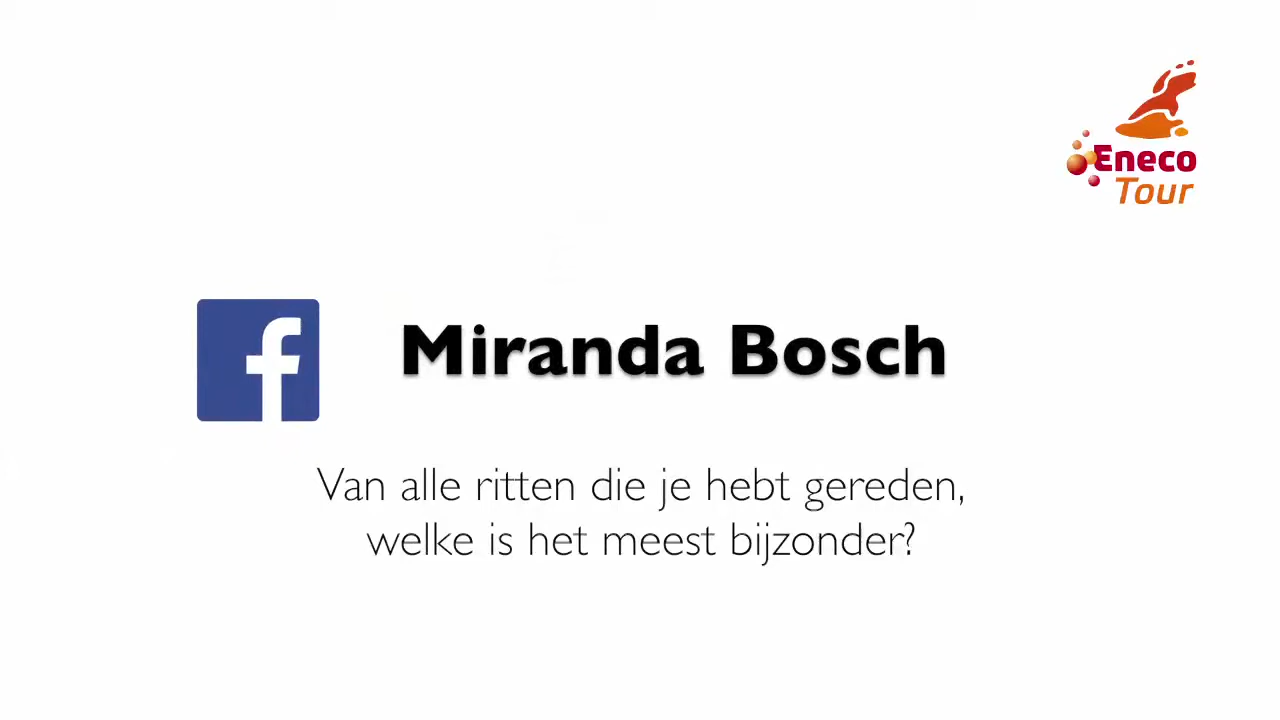 Eneco
Tour
Miranda Bosch
Van alle ritten die je hebt gereden,
welke is het meest bijzonder?